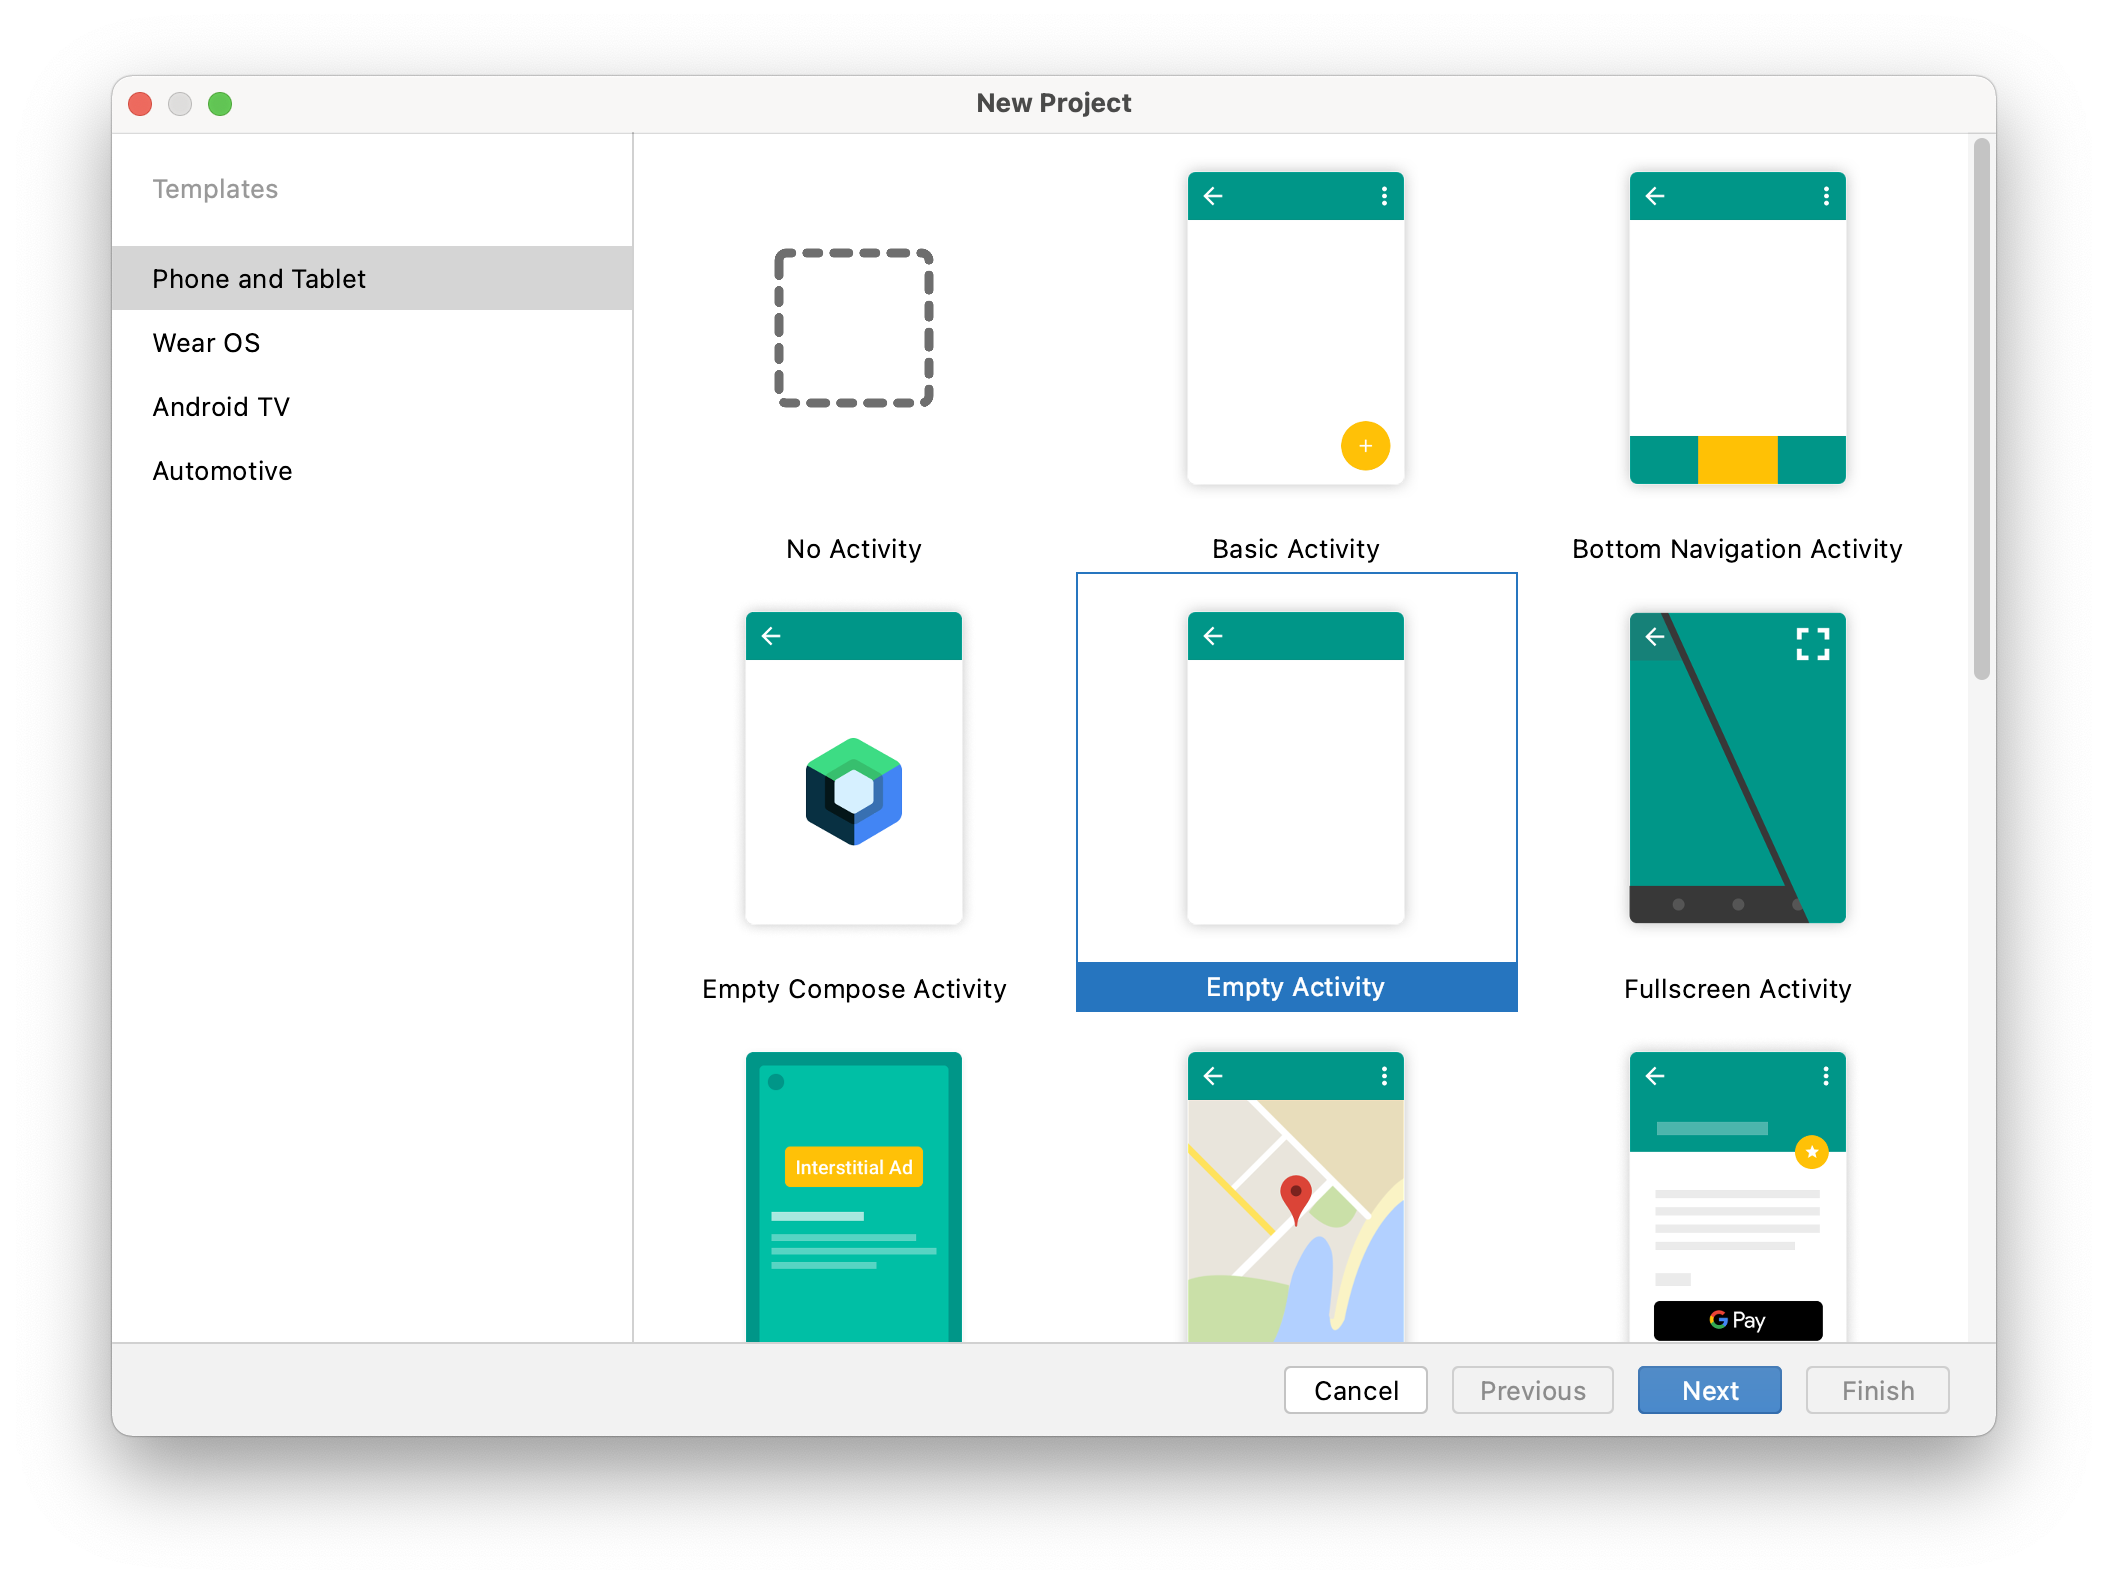 New Project
Templates
Phone and Tablet
Wear OS
Android TV
Automotive
No Activity
Basic Activity
Bottom Navigation Activity
Empty Compose Activity
Empty Activity
Fullscreen Activity
Interstitial Ad
G Pay
Cancel
Previous
Next
Finish